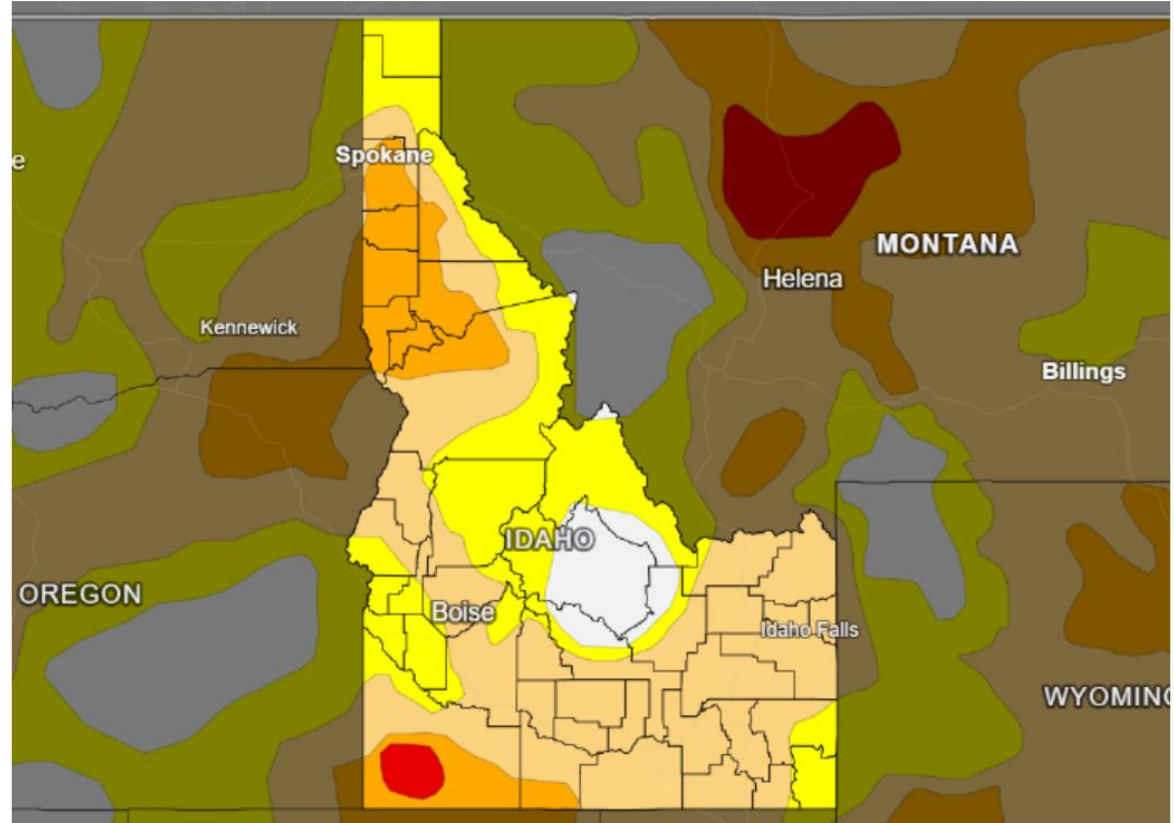 e
Spokane
MONTANA
Helena
Kennewick
Billings
IDAHO
OREGON
Boise
Idaho Falls
WYOMING